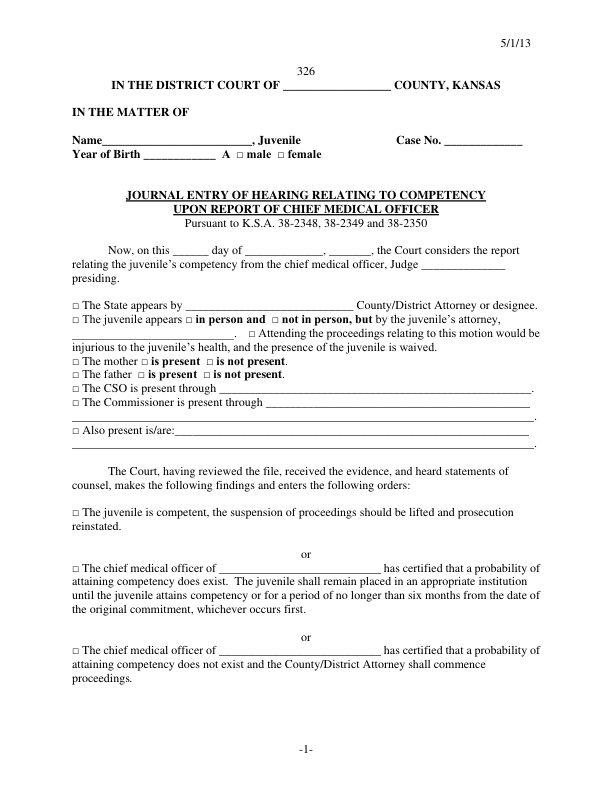 5/1/13
326
IN THE DISTRICT COURT OF __________________ COUNTY, KANSAS
IN THE MATTER OF
Name_________________________, Juvenile Case No. _____________
Year of Birth ____________ A □ male □ female
JOURNAL ENTRY OF HEARING RELATING TO COMPETENCY
UPON REPORT OF CHIEF MEDICAL OFFICER
Pursuant to K.S.A. 38-2348, 38-2349 and 38-2350
Now, on this ______ day of _____________, _______, the Court considers the report
relating the juvenile's competency from the chief medical officer, Judge ______________
presiding.
□ The State appears by ____________________________ County/District Attorney or designee.
□ The juvenile appears □ in person and □ not in person, but by the juvenile's attorney,
___________________________. □ Attending the proceedings relating to this motion would be
injurious to the juvenile's health, and the presence of the juvenile is waived.
□ The mother □ is present □ is not present.
□ The father □ is present □ is not present.
□ The CSO is present through ____________________________________________________.
□ The Commissioner is present through ____________________________________________
_____________________________________________________________________________.
□ Also present is/are:___________________________________________________________
_____________________________________________________________________________.
The Court, having reviewed the file, received the evidence, and heard statements of
counsel, makes the following findings and enters the following orders:
□ The juvenile is competent, the suspension of proceedings should be lifted and prosecution
reinstated.
or
□ The chief medical officer of ___________________________ has certified that a probability of
attaining competency does exist. The juvenile shall remain placed in an appropriate institution
until the juvenile attains competency or for a period of no longer than six months from the date of
the original commitment, whichever occurs first.
or
□ The chief medical officer of ___________________________ has certified that a probability of
attaining competency does not exist and the County/District Attorney shall commence
proceedings.
-1-